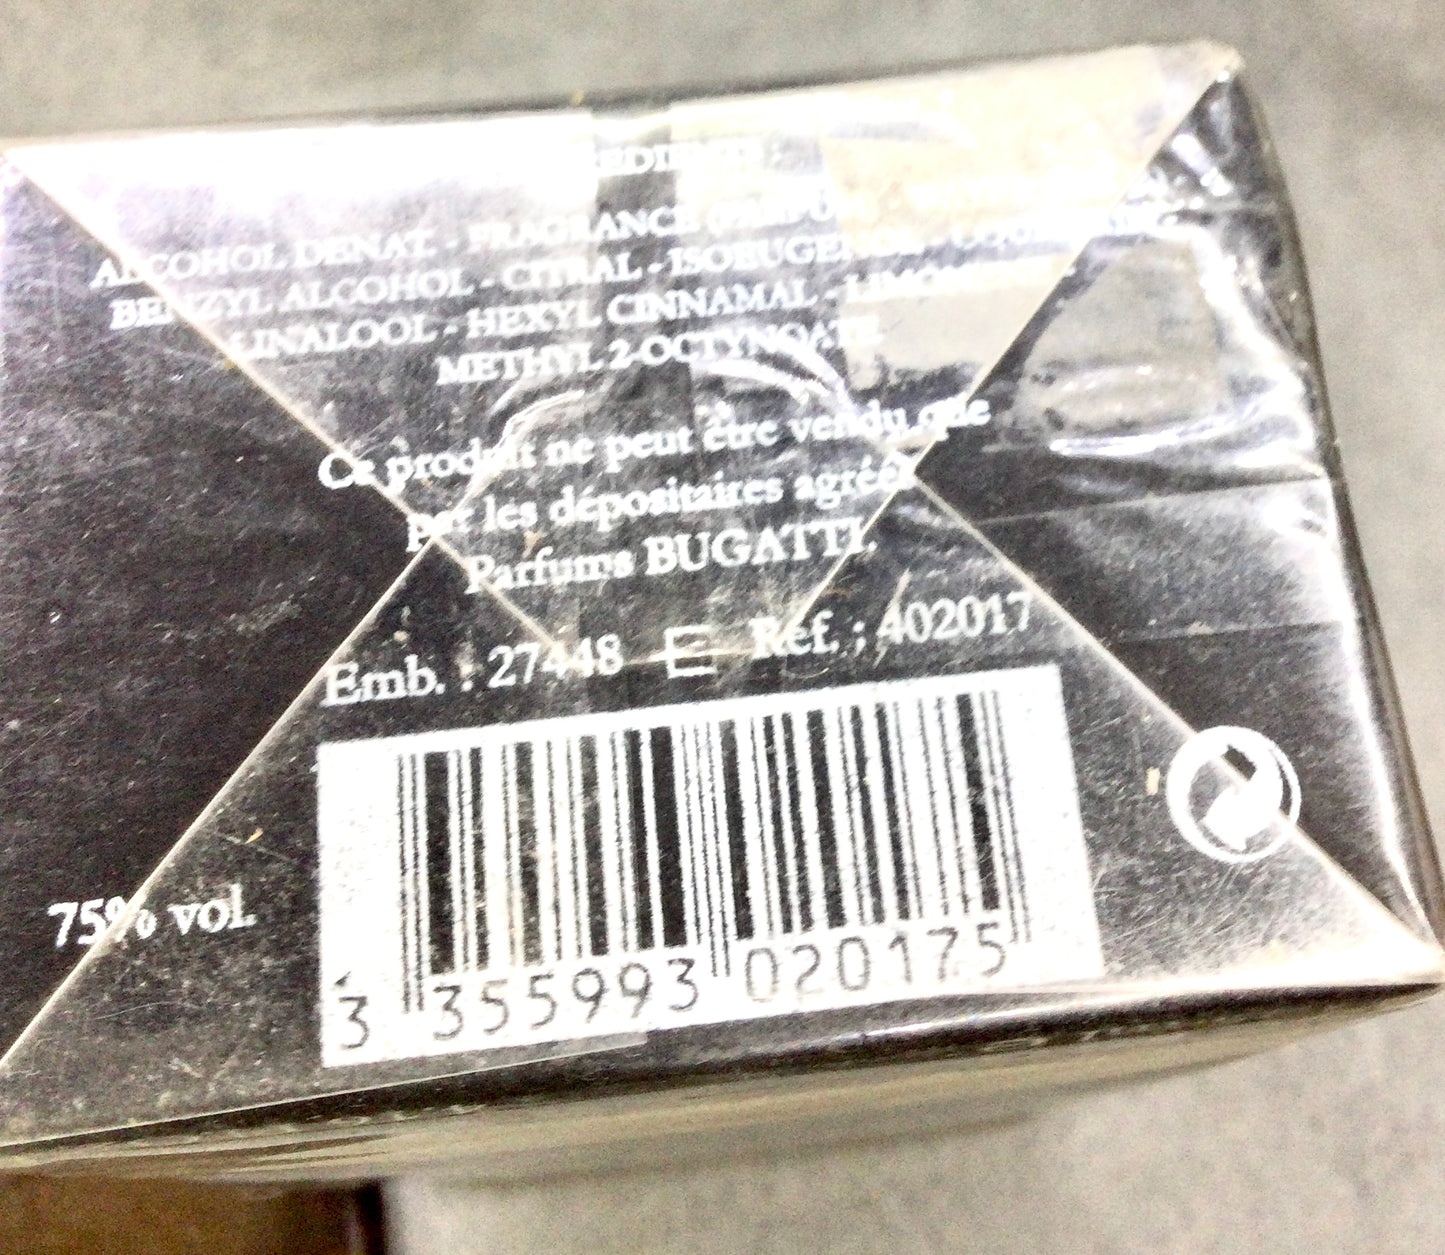 ALCOHOL DENAT. - FRAGRANCE
BENZYL ALCOHOL - CITRAL - ISOEUGENOL -
LINALOOL - HEXYL CINNAMAL -
METHYL 2-OCTYNOATE
Ce produit ne peut être vendu que
par les dépositaires agréés
Parfums BUGATTI.
Emb. : 27448 E Réf. : 402017
75% vol.
3 355993 020175